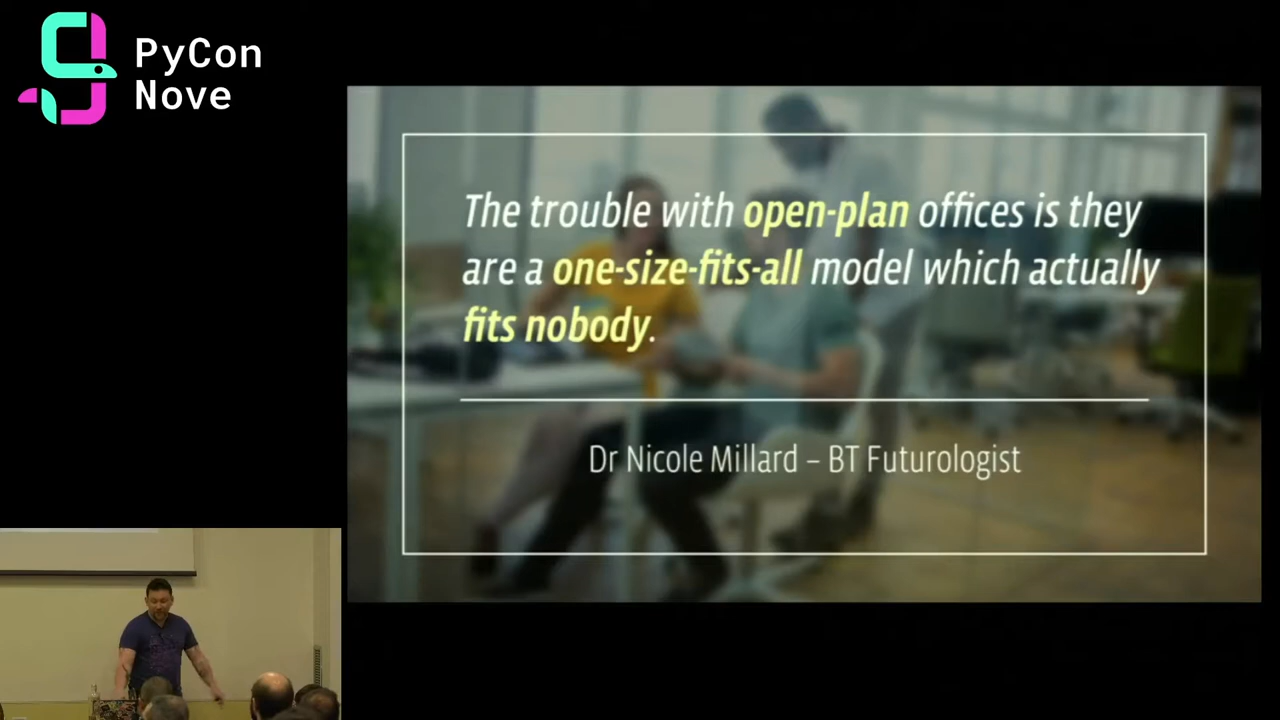 PyCon
Nove
The trouble with open-plan offices is they
are a one-size-fits-all model which actually
fits nobody.
Dr Nicole Millard – BT Futurologist